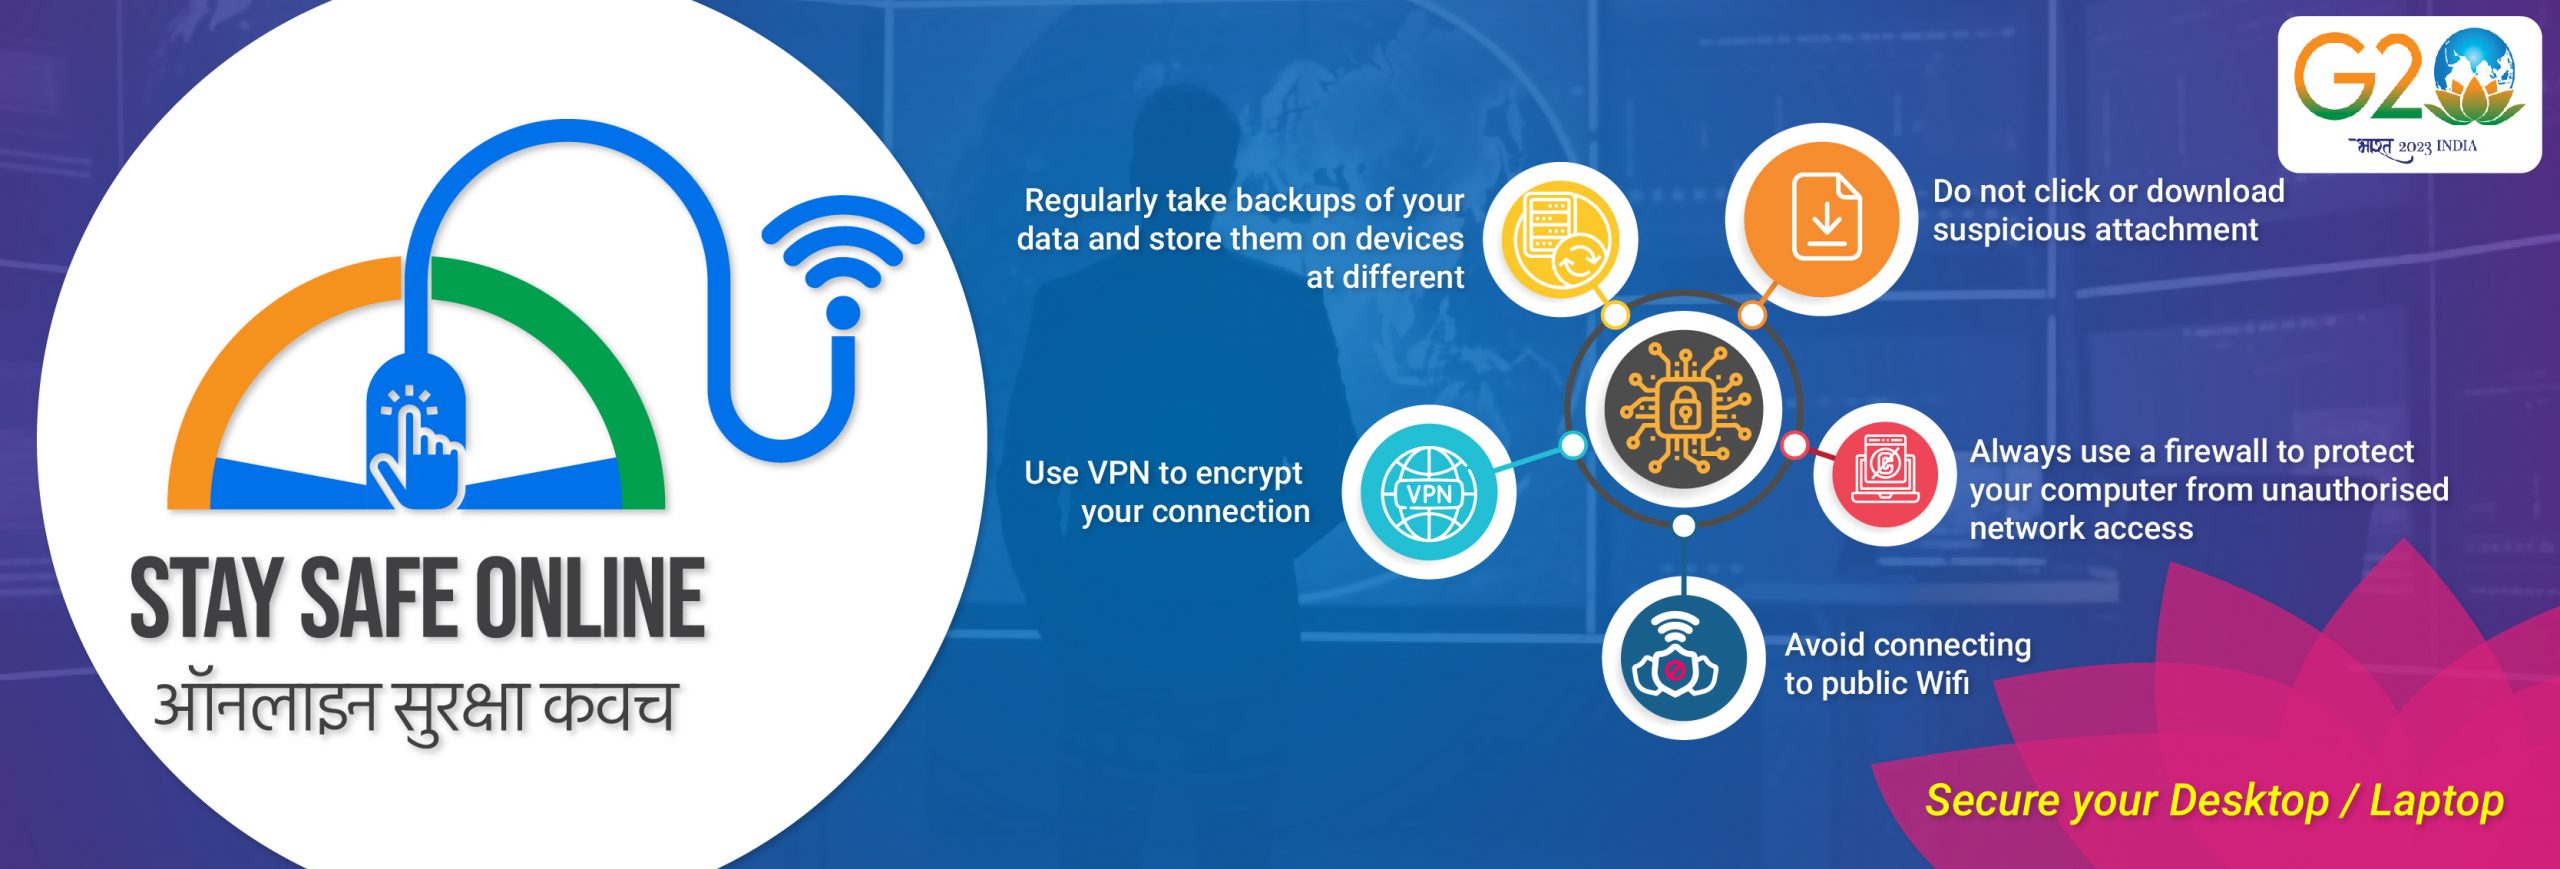 STAY SAFE ONLINE
ऑनलाइन सुरक्षा कवच
Regularly take backups of your
data and store them on devices
at different
Do not click or download
suspicious attachment
Use VPN to encrypt
your connection
VPN
Always use a firewall to protect
your computer from unauthorised
network access
Avoid connecting
to public Wifi
Secure your Desktop / Laptop
G20
भारत 2023 INDIA